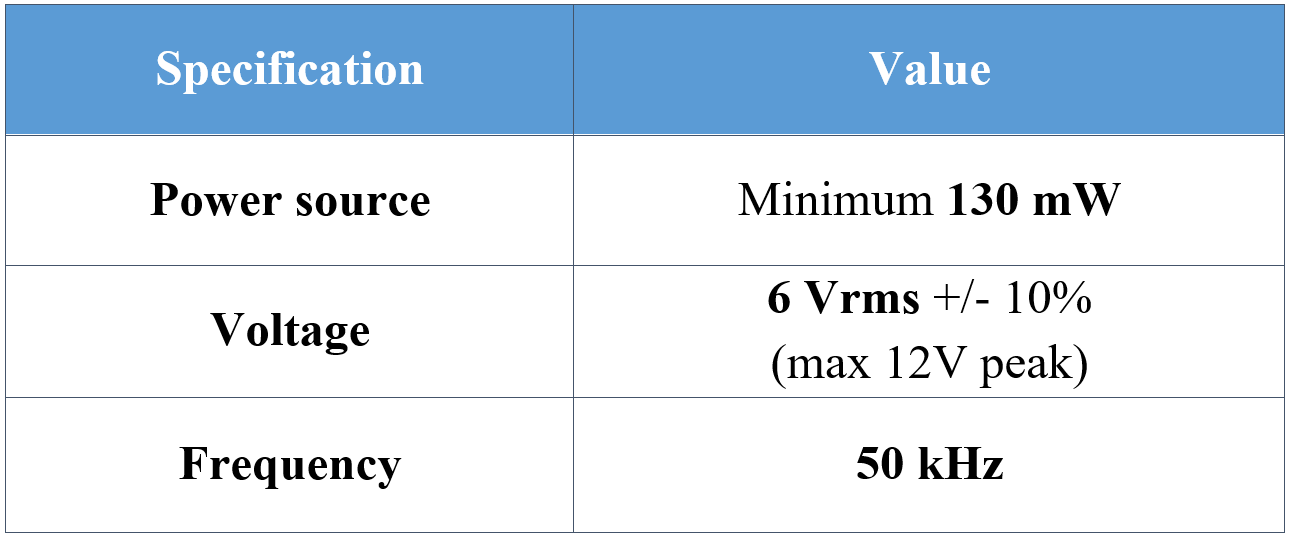 Specification Value
Power source Minimum 130 mW
Voltage 6 Vrms +/- 10%
(max 12V peak)
Frequency 50 kHz